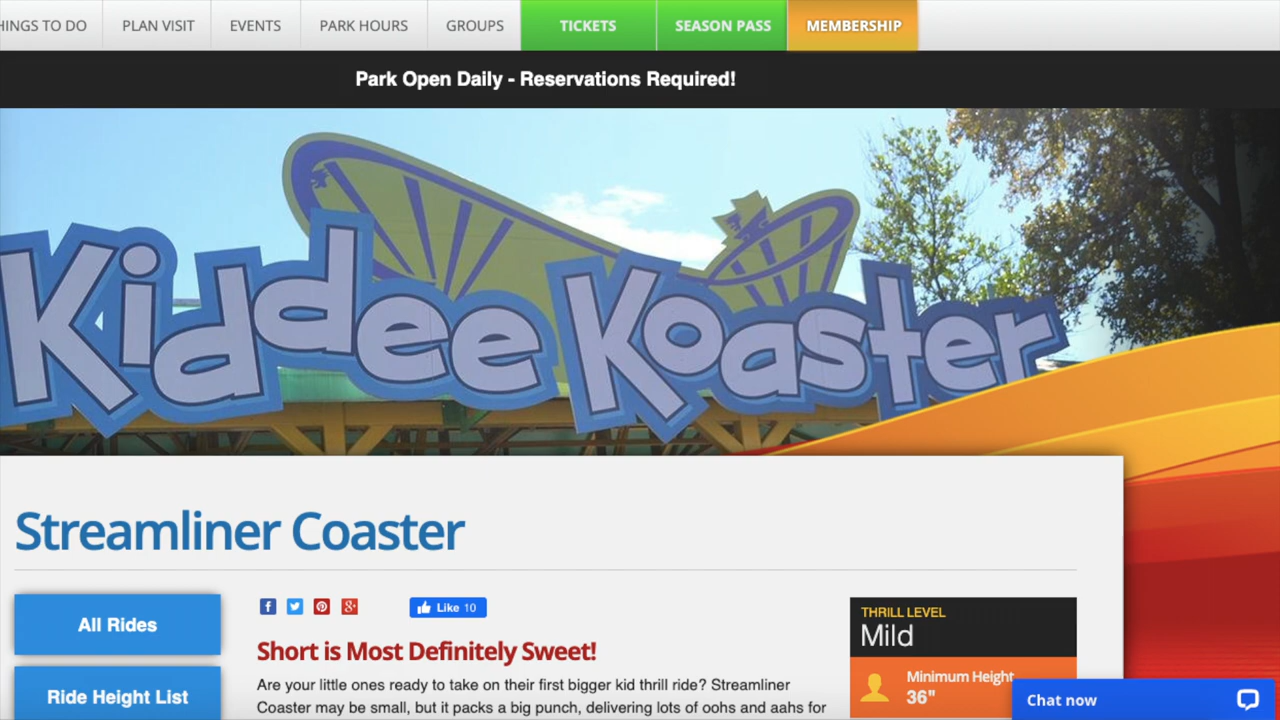 HINGS TO DO PLAN VISIT EVENTS PARK HOURS GROUPS TICKETS SEASON PASS MEMBERSHIP
Park Open Daily - Reservations Required!
Kiddee Koaster
Streamliner Coaster
All Rides
Ride Height List
Like 10
Short is Most Definitely Sweet!
Are your little ones ready to take on their first bigger kid thrill ride? Streamliner
Coaster may be small, but it packs a big punch, delivering lots of oohs and aahs for
THRILL LEVEL
Mild
Minimum Height
36"
Chat now